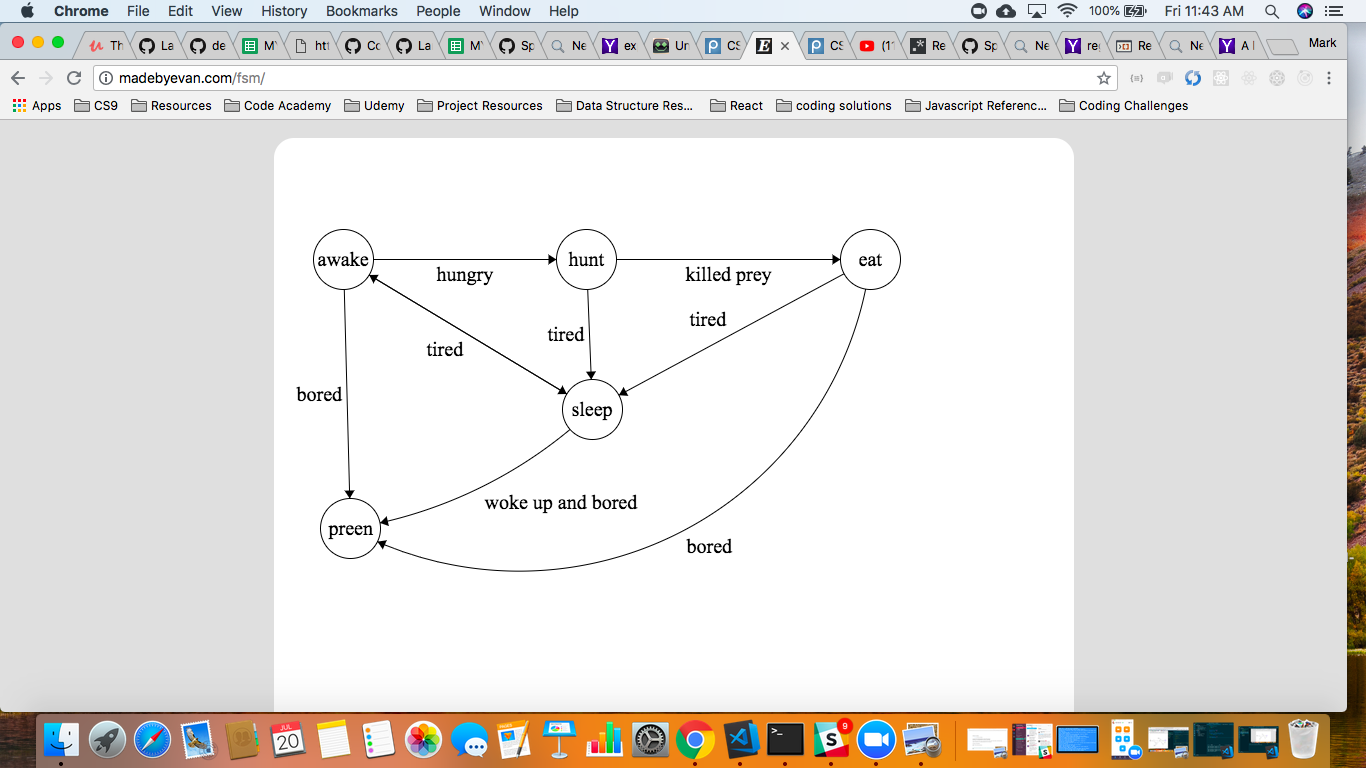 Chrome File Edit View History Bookmarks People Window Help 100% Fri 11:43 AM
Th La de M htt Co La M Sp Ne ex Un CS E CS (1 Re Sp Ne re Re Ne A Mark
madebyevan.com/fsm/
Apps CS9 Resources Code Academy Udemy Project Resources Data Structure Res... React coding solutions Javascript Referenc... Coding Challenges
awake
hungry
hunt
killed prey
eat
tired
tired
tired
bored
sleep
woke up and bored
preen
bored
JUL
20
9